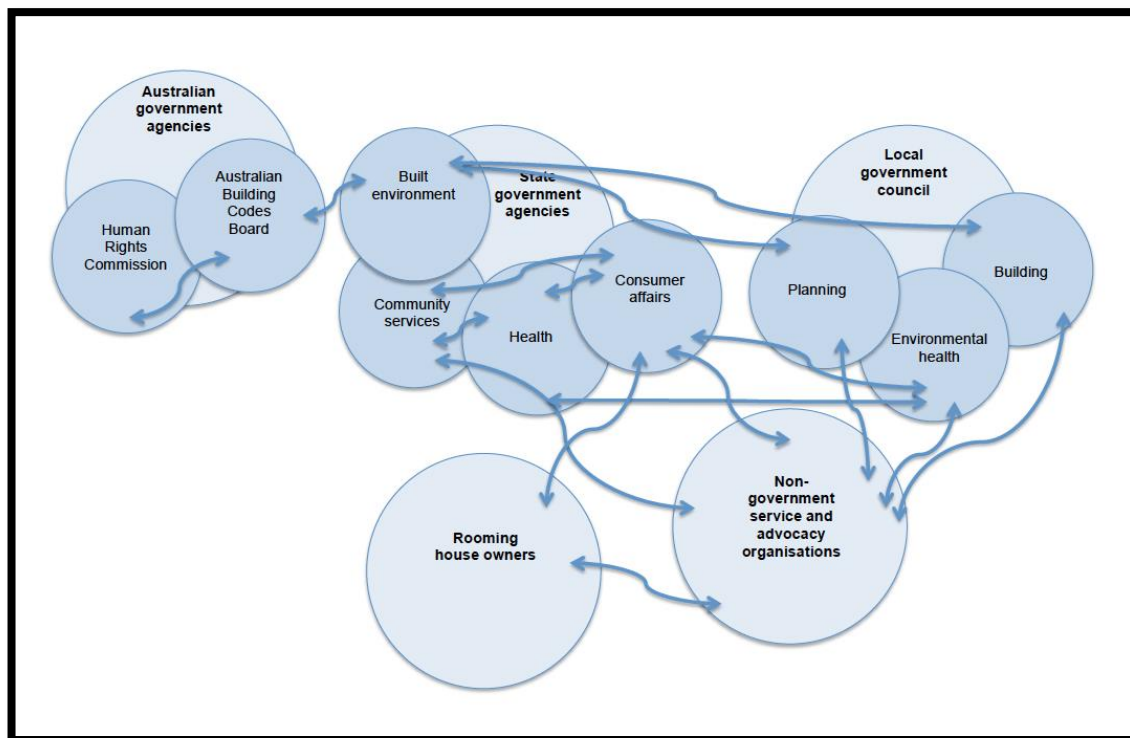 Australian
government
agencies
Human
Rights
Commission
Australian
Building
Codes
Board
Built
environment
State
government
agencies
Community
services
Health
Consumer
affairs
Local
government
council
Planning
Building
Environmental
health
Rooming
house owners
Non-
government
service and
advocacy
organisations